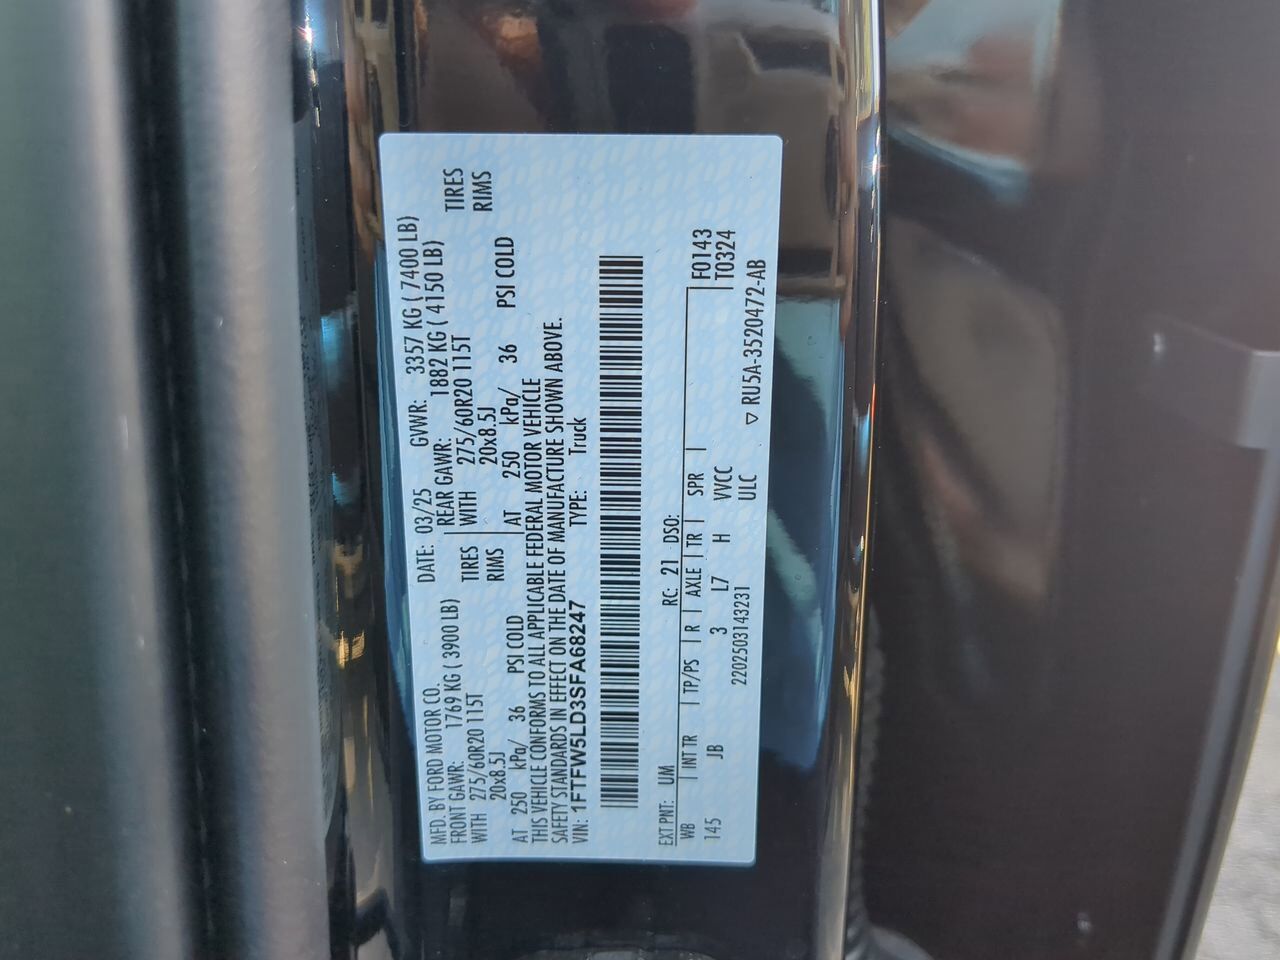 MFD. BY FORD MOTOR CO.
DATE: 03/25 GVWR: 3357 KG ( 7400 LB)
FRONT GAWR: 1769 KG ( 3900 LB) REAR GAWR: 1882 KG ( 4150 LB)
WITH 275/60R20 115T TIRES WITH 275/60R20 115T TIRES
20x8.5J RIMS 20x8.5J RIMS
AT 250 kPa/ 36 PSI COLD AT 250 kPa/ 36 PSI COLD
THIS VEHICLE CONFORMS TO ALL APPLICABLE FEDERAL MOTOR VEHICLE
SAFETY STANDARDS IN EFFECT ON THE DATE OF MANUFACTURE SHOWN ABOVE.
VIN: 1FTFW5LD3SFA68247 TYPE: Truck
EXT PNT: UM RC: 21 DSO:
WB INT TR TP/PS R AXLE TR SPR F0143
145 JB 3 L7 H VVCC T0324
2202503143231 ULC ▽ RU5A-3520472-AB